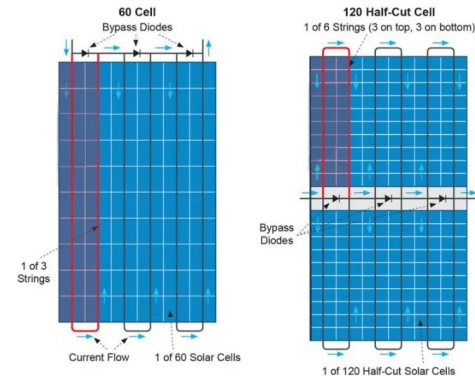 60 Cell
Bypass Diodes
1 of 3
Strings
Current Flow
1 of 60 Solar Cells
120 Half-Cut Cell
1 of 6 Strings (3 on top, 3 on bottom)
Bypass
Diodes
1 of 120 Half-Cut Solar Cells